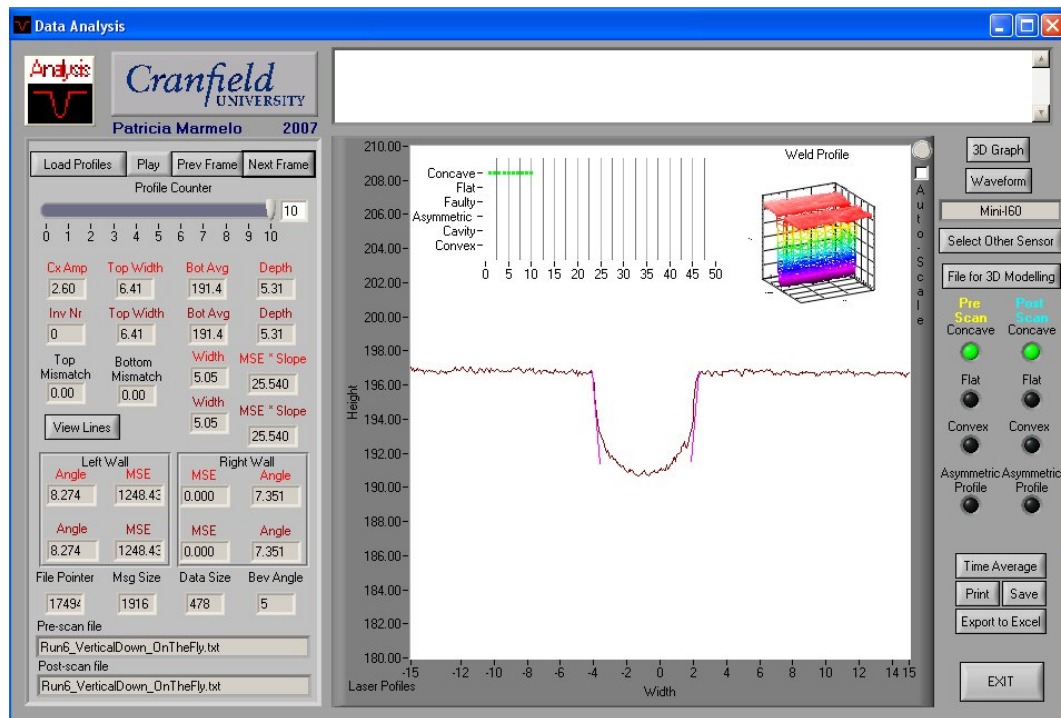 Data Analysis
Analysis
Cranfield
UNIVERSITY
Patricia Marmelo 2007
Load Profiles Play Prev Frame Next Frame
Profile Counter
10
0 1 2 3 4 5 6 7 8 9 10
Cx Amp Top Width Bot Avg Depth
2.60 6.41 191.4 5.31
Inv Nr Top Width Bot Avg Depth
0 6.41 191.4 5.31
Top Mismatch Bottom Mismatch Width MSE * Slope
0.00 0.00 5.05 25.540
Width MSE * Slope
5.05 25.540
View Lines
Left Wall Right Wall
Angle MSE MSE Angle
8.274 1248.43 0.000 7.351
Angle MSE MSE Angle
8.274 1248.43 0.000 7.351
File Pointer Msg Size Data Size Bev Angle
1749 1916 478 5
Pre-scan file
Run6_VerticalDown_OnTheFly.txt
Post-scan file
Run6_VerticalDown_OnTheFly.txt
210.00
208.00
206.00
204.00
202.00
200.00
198.00
196.00
194.00
192.00
190.00
188.00
186.00
184.00
182.00
180.00
Height
-15 -12 -10 -8 -6 -4 -2 0 2 4 6 8 10 12 14 15
Laser Pofiles
Width
Concave
Flat
Faulty
Asymmetric
Cavity
Convex
0 5 10 15 20 25 30 35 40 45 50
Weld Profile
Auto-Scale
3D Graph
Waveform
Mini-I60
Select Other Sensor
File for 3D Modelling
Pre Scan Post Scan
Concave Concave
Flat Flat
Convex Convex
Asymmetric Profile Asymmetric Profile
Time Average
Print Save
Export to Excel
EXIT